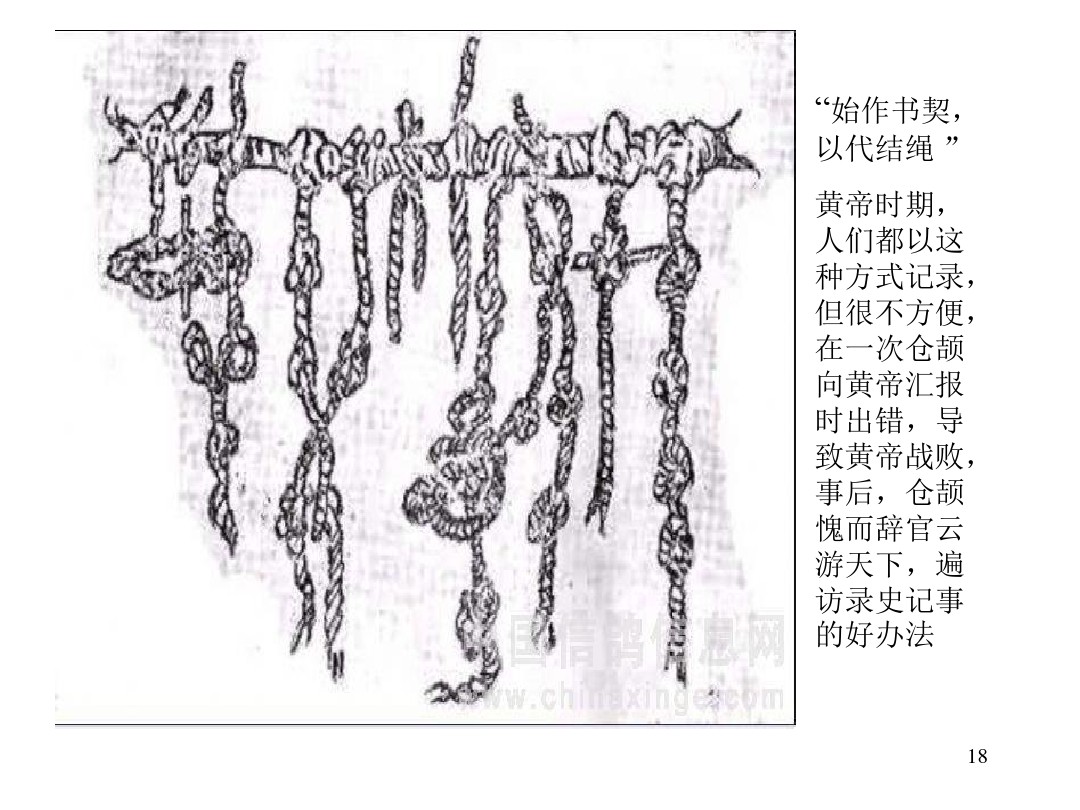 “始作书契，
以代结绳 ”
黄帝时期，
人们都以这
种方式记录，
但很不方便，
在一次仓颉
向黄帝汇报
时出错，导
致黄帝战败，
事后，仓颉
愧而辞官云
游天下，遍
访录史记事
的好办法
国信鸽信息网
www.chinaxinge.com
18